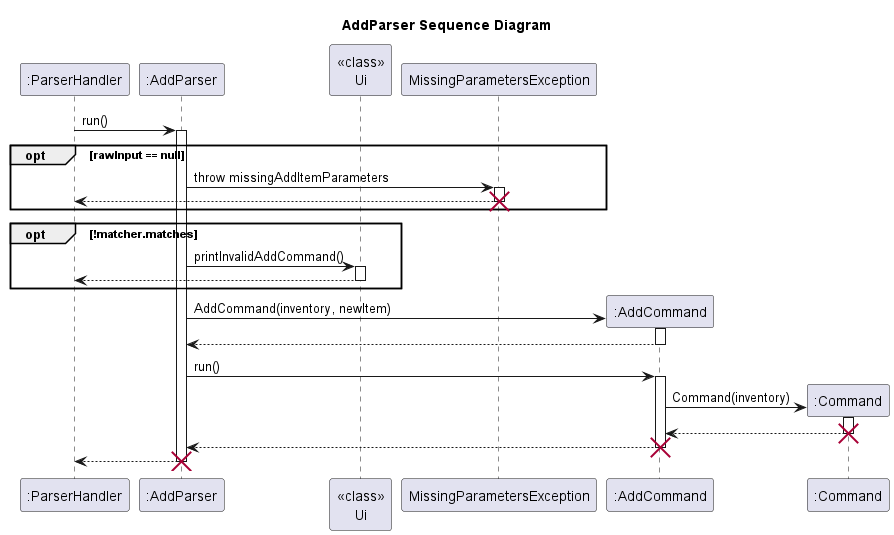 AddParser Sequence Diagram
«class»
:ParserHandler :AddParser Ui MissingParametersException
run()
opt [rawInput == null]
throw missingAddItemParameters
opt [!matcher.matches]
printInvalidAddCommand()
AddCommand(inventory, newItem) :AddCommand
run()
Command(inventory) :Command
:ParserHandler :AddParser «class» MissingParametersException :AddCommand :Command
Ui